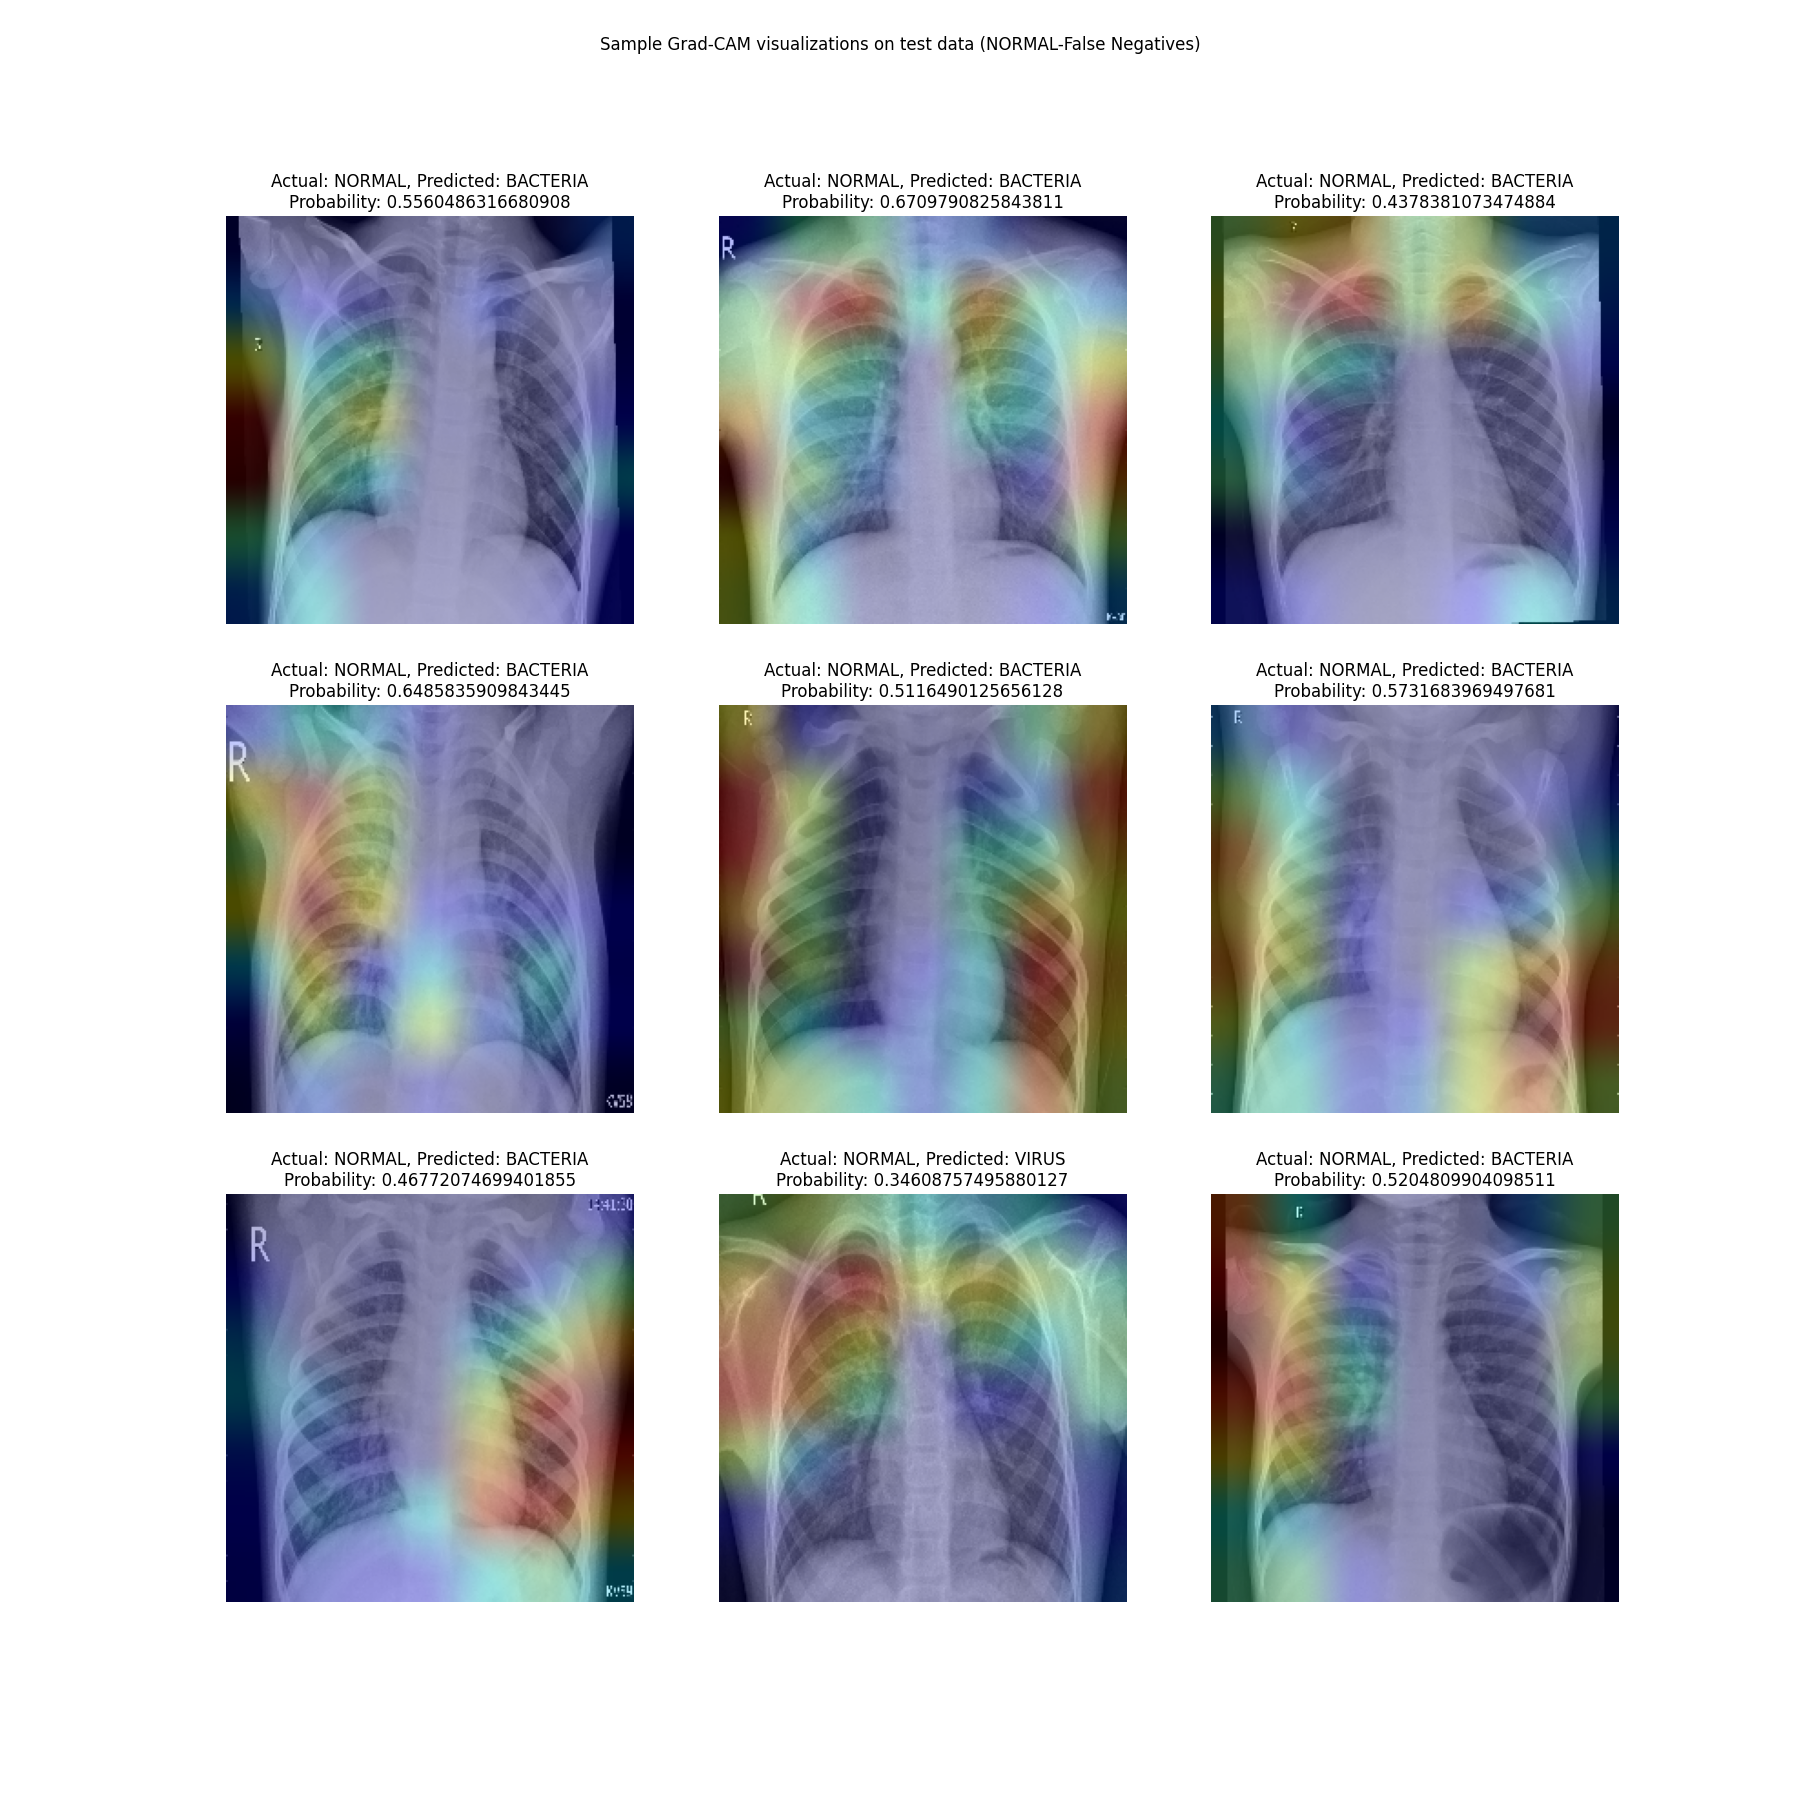 Sample Grad-CAM visualizations on test data (NORMAL-False Negatives)
Actual: NORMAL, Predicted: BACTERIA
Probability: 0.5560486316680908
Actual: NORMAL, Predicted: BACTERIA
Probability: 0.6709790825843811
Actual: NORMAL, Predicted: BACTERIA
Probability: 0.4378381073474884
R
Actual: NORMAL, Predicted: BACTERIA
Probability: 0.6485835909843445
Actual: NORMAL, Predicted: BACTERIA
Probability: 0.5116490125656128
Actual: NORMAL, Predicted: BACTERIA
Probability: 0.5731683969497681
R
R
Actual: NORMAL, Predicted: BACTERIA
Probability: 0.46772074699401855
Actual: NORMAL, Predicted: VIRUS
Probability: 0.34608757495880127
Actual: NORMAL, Predicted: BACTERIA
Probability: 0.5204809904098511
R
R